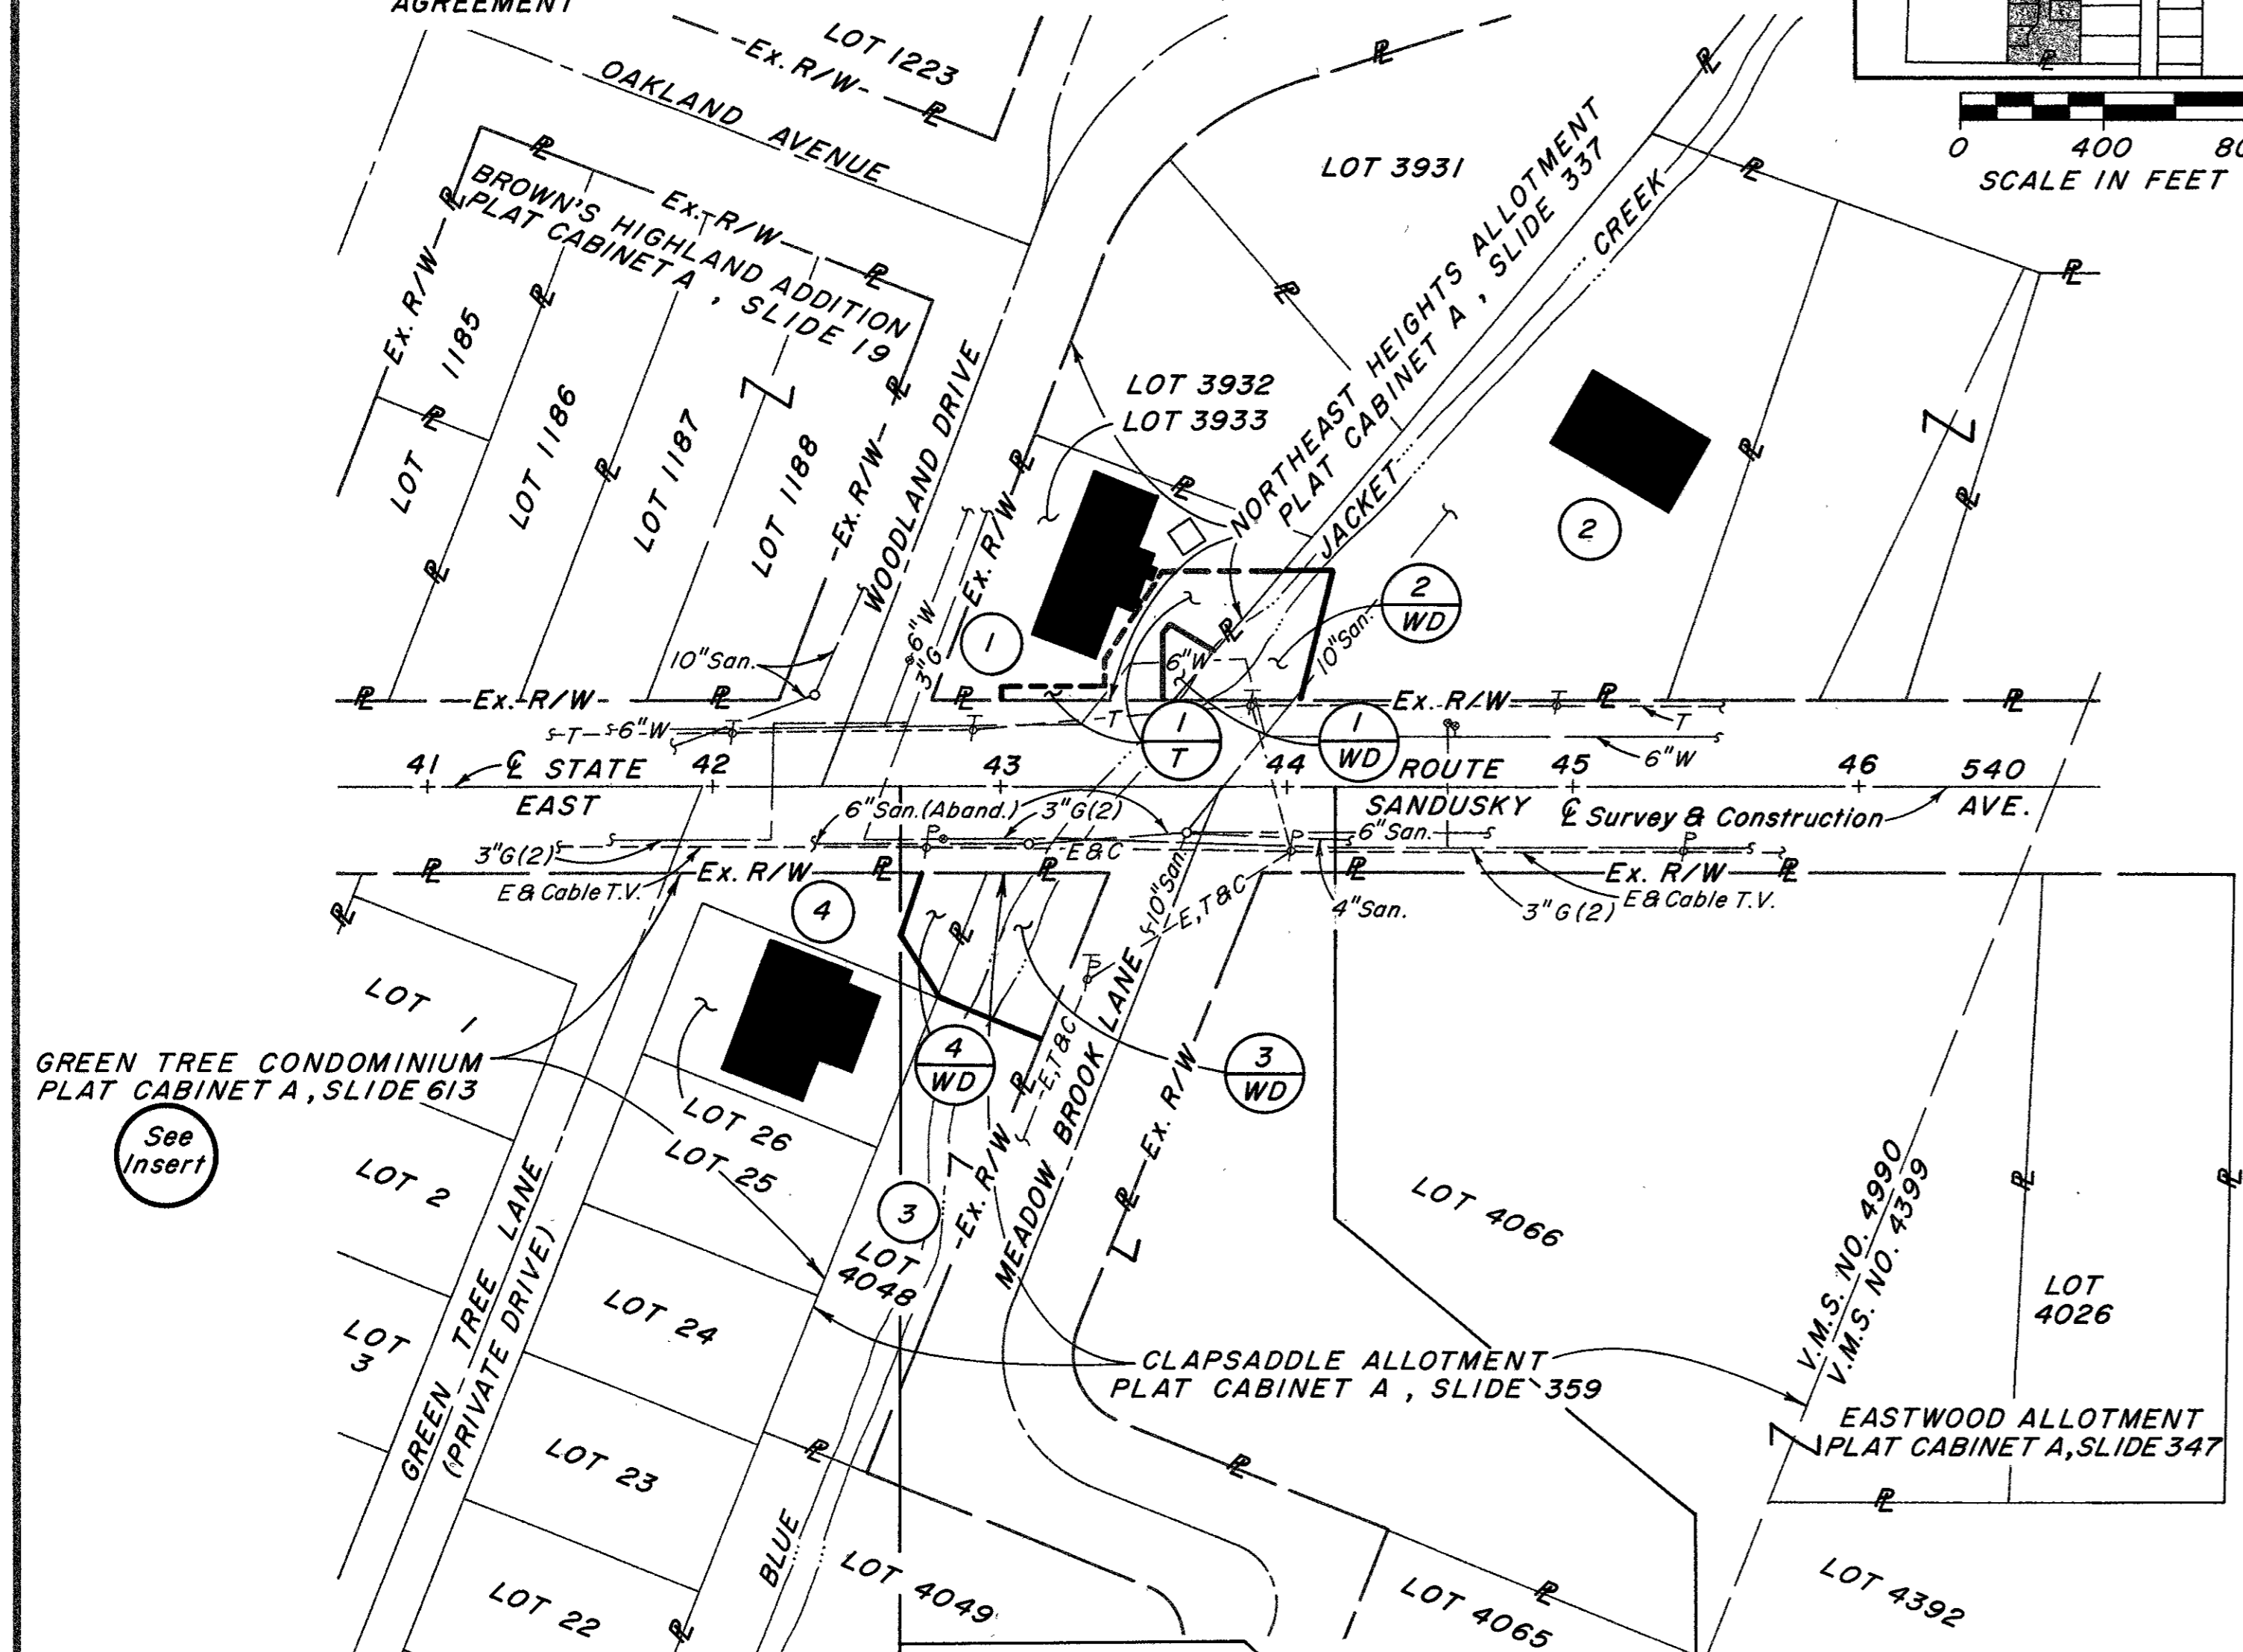 AGREEMENT
LOT 1223
Ex. R/W
OAKLAND AVENUE
0 400
SCALE IN FEET
BROWN'S HIGHLAND ADDITION
PLAT CABINET A, SLIDE 19
Ex. R/W
Ex. R/W
LOT 1185
LOT 1186
LOT 1187
LOT 1188
Ex. R/W
WOODLAND DRIVE
LOT 3931
LOT 3932
LOT 3933
NORTHEAST HEIGHTS ALLOTMENT
PLAT CABINET A, SLIDE 337
JACKET CREEK
Ex. R/W
6"W
3"G
1
2
2
WD
10"San.
10"San.
6"W
Ex. R/W
Ex. R/W
T 6"W
T
T
6"W
1
T
1
WD
41 42 43 44 45 46
℄ STATE ROUTE 540
EAST SANDUSKY AVE.
℄ Survey & Construction
6"San.(Aband.)
3"G(2)
6"San.
P
P
P
3"G(2)
E & C
E & Cable T.V.
Ex. R/W
Ex. R/W
10"San.
E,T&C
4"San.
3"G(2)
E & Cable T.V.
4
LOT 1
GREEN TREE CONDOMINIUM
PLAT CABINET A, SLIDE 613
See
Insert
LOT 2
LOT 3
LOT 26
LOT 25
LOT 24
LOT 23
LOT 22
GREEN TREE LANE
(PRIVATE DRIVE)
4
WD
3
WD
3
P
E,T&C
Ex. R/W
MEADOW BROOK LANE
Ex. R/W
LOT
4048
LOT 4066
V.M.S. NO. 4990
V.M.S. NO. 4399
LOT
4026
CLAPSADDLE ALLOTMENT
PLAT CABINET A, SLIDE 359
EASTWOOD ALLOTMENT
PLAT CABINET A, SLIDE 347
BLUE
LOT 4049
LOT 4065
LOT 4392